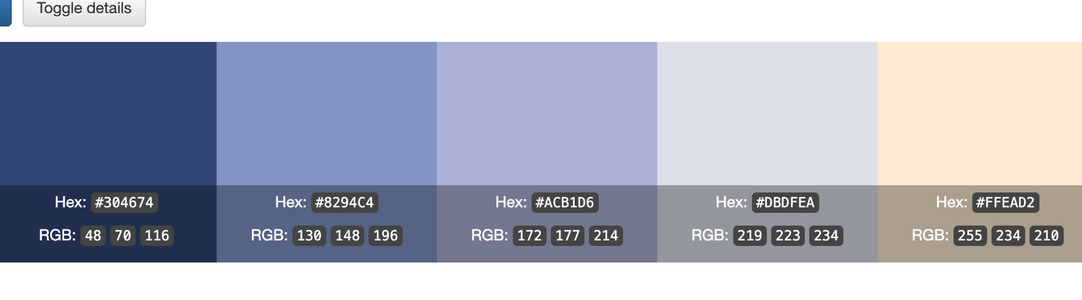 Toggle details
Hex: #304674
RGB: 48 70 116
Hex: #8294C4
RGB: 130 148 196
Hex: #ACB1D6
RGB: 172 177 214
Hex: #DBDFEA
RGB: 219 223 234
Hex: #FFEAD2
RGB: 255 234 210